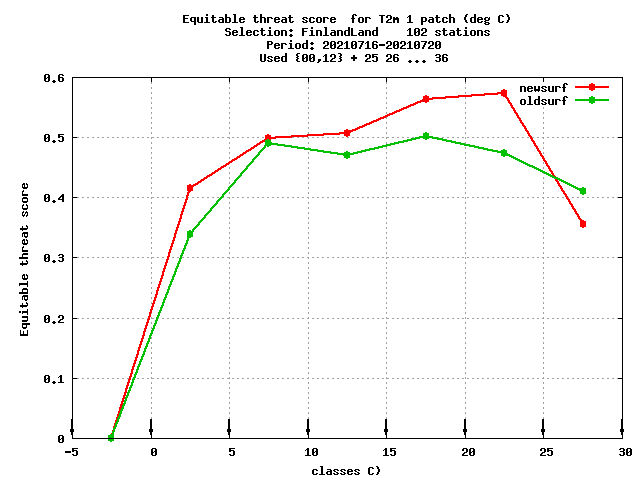 Equitable threat score  for T2m 1 patch (deg C)
Selection: FinlandLand    102 stations
Period: 20210716-20210720
Used {00,12} + 25 26 ... 36
newsurf
oldsurf
0.6
0.5
0.4
0.3
0.2
0.1
0
Equitable threat score
-5 0 5 10 15 20 25 30
classes C)